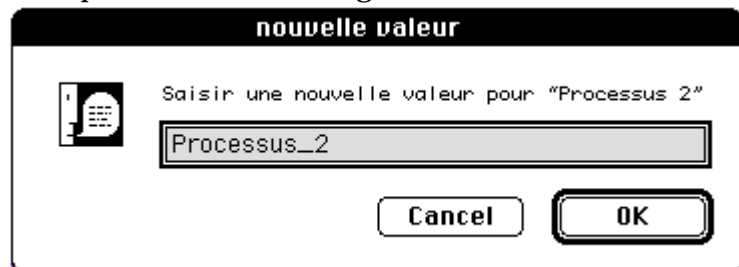 nouvelle valeur
Saisir une nouvelle valeur pour "Processus 2"
Processus_2
Cancel OK